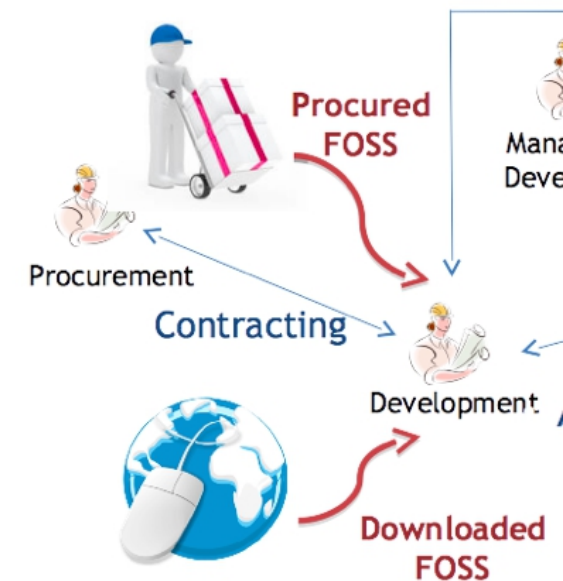 Procured
FOSS
Procurement
Contracting
Development
Downloaded
FOSS